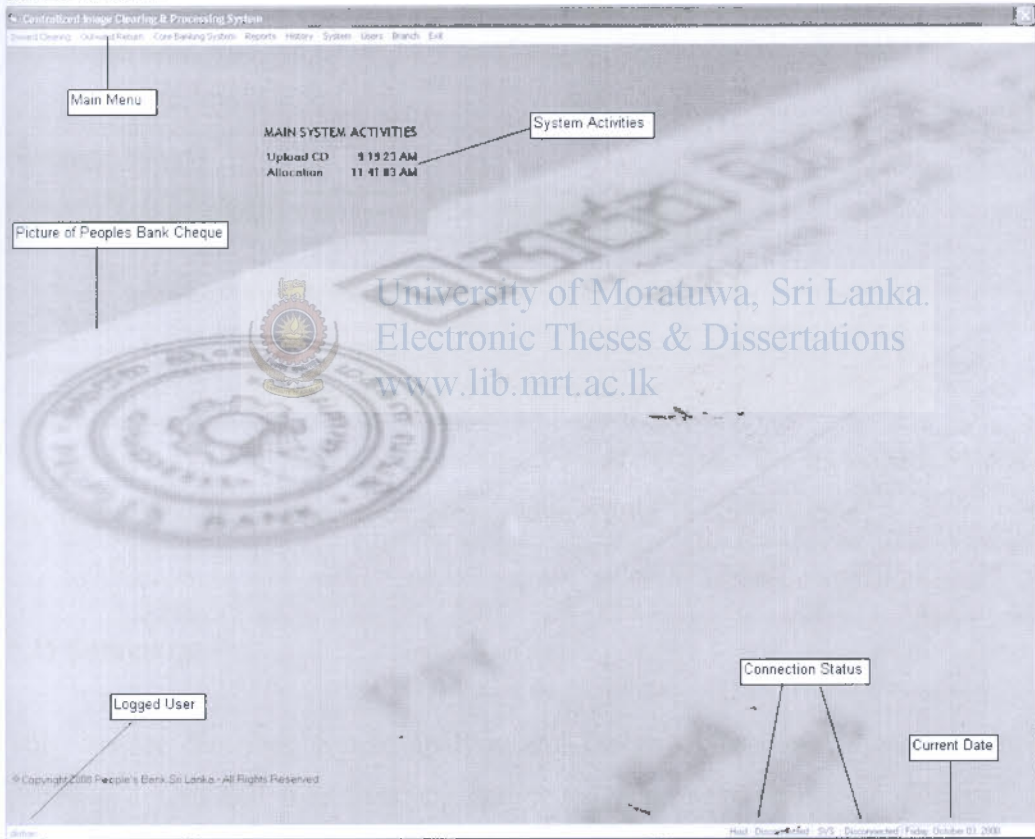 Centralized Image Clearing & Processing System
Inward Clearing Outward Return Core Banking System Reports History System Users Branch Exit
Main Menu
MAIN SYSTEM ACTIVITIES
System Activities
Upload CD 9:19:23 AM
Allocation 11:41:03 AM
Picture of Peoples Bank Cheque
University of Moratuwa, Sri Lanka.
Electronic Theses & Dissertations
www.lib.mrt.ac.lk
BANK
Connection Status
Logged User
Current Date
© Copyright 2008 People's Bank Sri Lanka - All Rights Reserved
Host : Disconnected SVS : Disconnected Friday, October 03, 2008